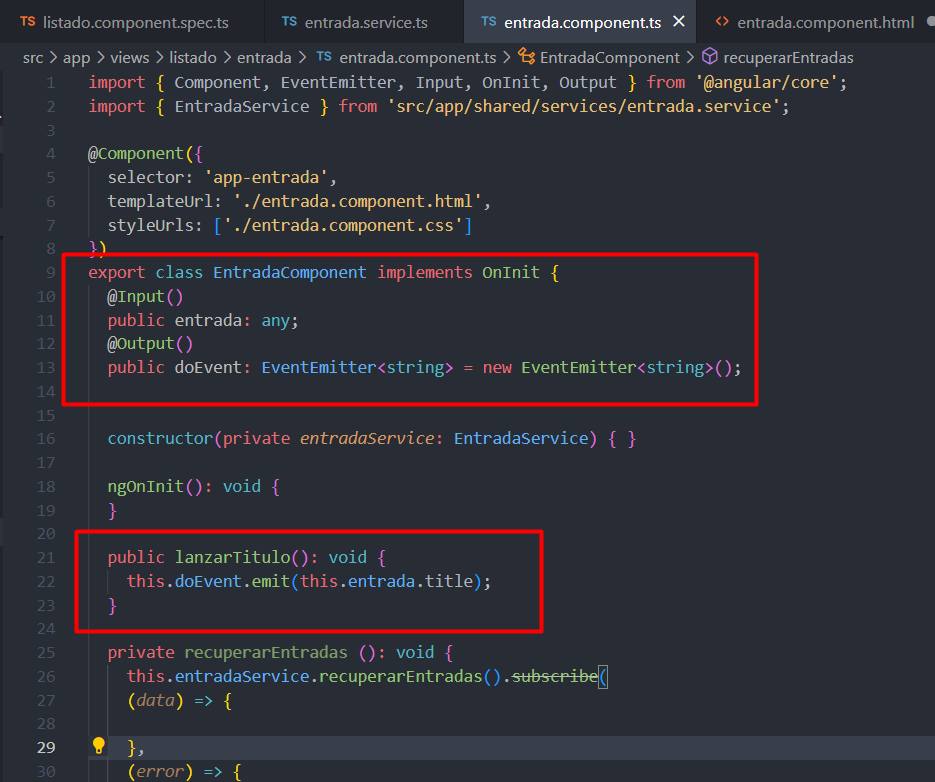 TS listado.component.spec.ts TS entrada.service.ts TS entrada.component.ts × <> entrada.component.html
src > app > views > listado > entrada > TS entrada.component.ts > EntradaComponent > recuperarEntradas
1 import { Component, EventEmitter, Input, OnInit, Output } from '@angular/core';
2 import { EntradaService } from 'src/app/shared/services/entrada.service';
3
4 @Component({
5 selector: 'app-entrada',
6 templateUrl: './entrada.component.html',
7 styleUrls: ['./entrada.component.css']
8 })
9 export class EntradaComponent implements OnInit {
10 @Input()
11 public entrada: any;
12 @Output()
13 public doEvent: EventEmitter<string> = new EventEmitter<string>();
14
15
16 constructor(private entradaService: EntradaService) { }
17
18 ngOnInit(): void {
19 }
20
21 public lanzarTitulo(): void {
22 this.doEvent.emit(this.entrada.title);
23 }
24
25 private recuperarEntradas (): void {
26 this.entradaService.recuperarEntradas().subscribe(
27 (data) => {
28
29 },
30 (error) => {